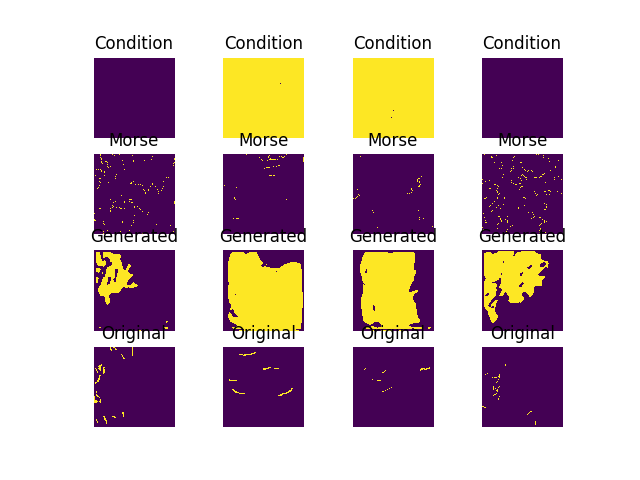 Condition Condition Condition Condition
Morse Morse Morse Morse
Generated Generated Generated Generated
Original Original Original Original